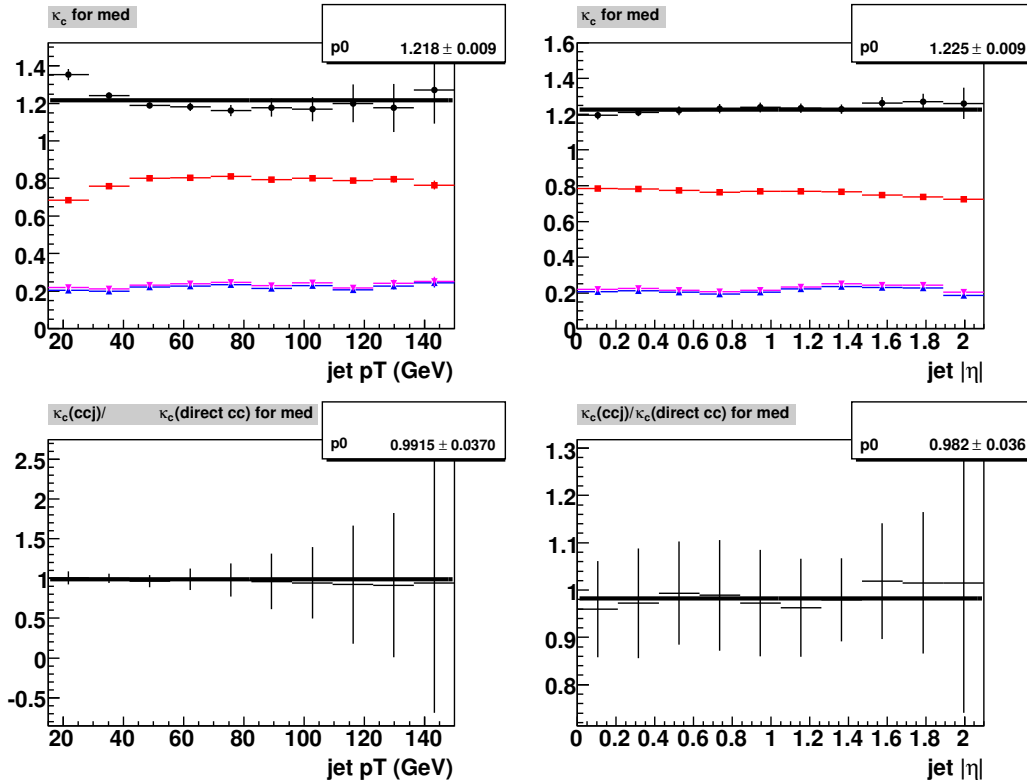 κc for med
p0 1.218 ± 0.009
1.4
1.2
1
0.8
0.6
0.4
0.2
0
20 40 60 80 100 120 140
jet pT (GeV)
κc for med
p0 1.225 ± 0.009
1.6
1.4
1.2
1
0.8
0.6
0.4
0.2
0
0 0.2 0.4 0.6 0.8 1 1.2 1.4 1.6 1.8 2
jet |η|
κc(ccj)/ κc(direct cc) for med
p0 0.9915 ± 0.0370
2.5
2
1.5
1
0.5
0
-0.5
20 40 60 80 100 120 140
jet pT (GeV)
κc(ccj)/κc(direct cc) for med
p0 0.982 ± 0.036
1.3
1.2
1.1
1
0.9
0.8
0 0.2 0.4 0.6 0.8 1 1.2 1.4 1.6 1.8 2
jet |η|